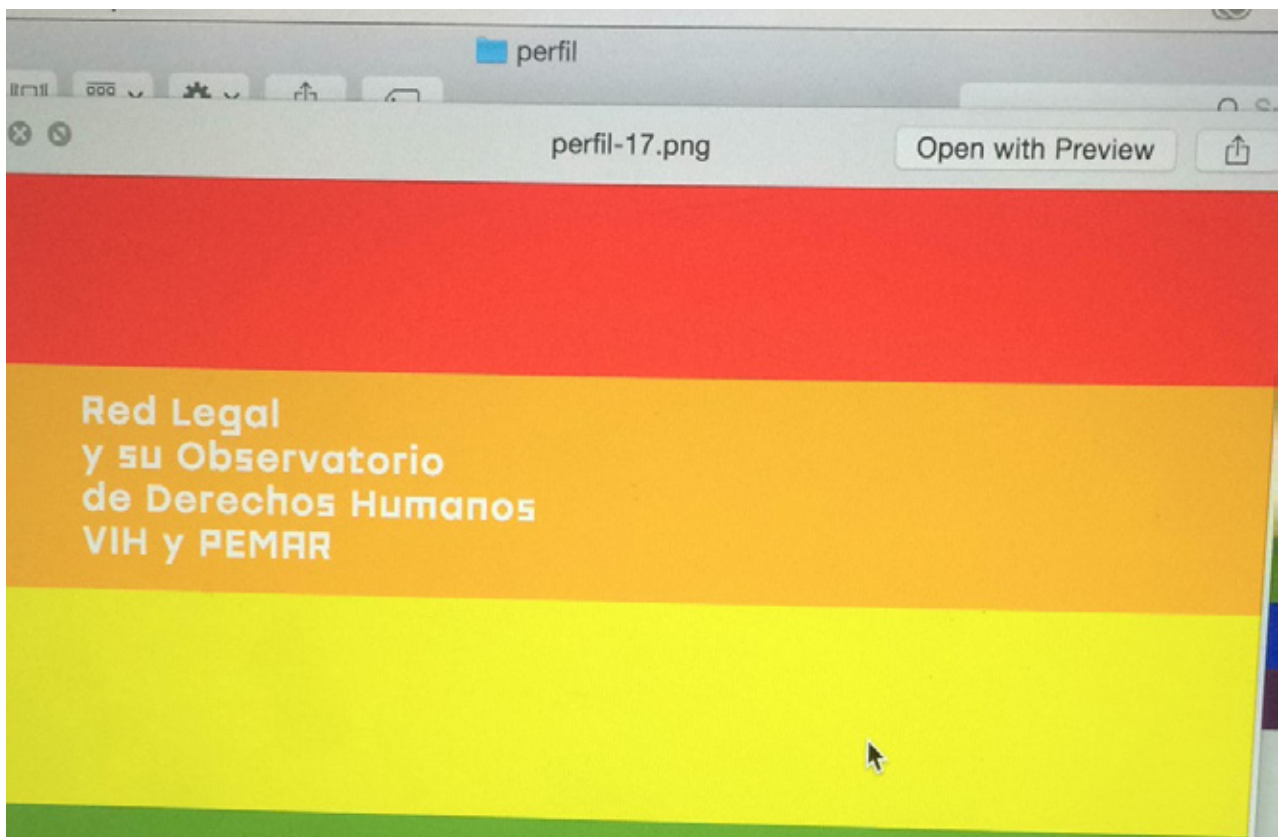 perfil
perfil-17.png
Open with Preview
Red Legal
y su Observatorio
de Derechos Humanos
VIH y PEMAR